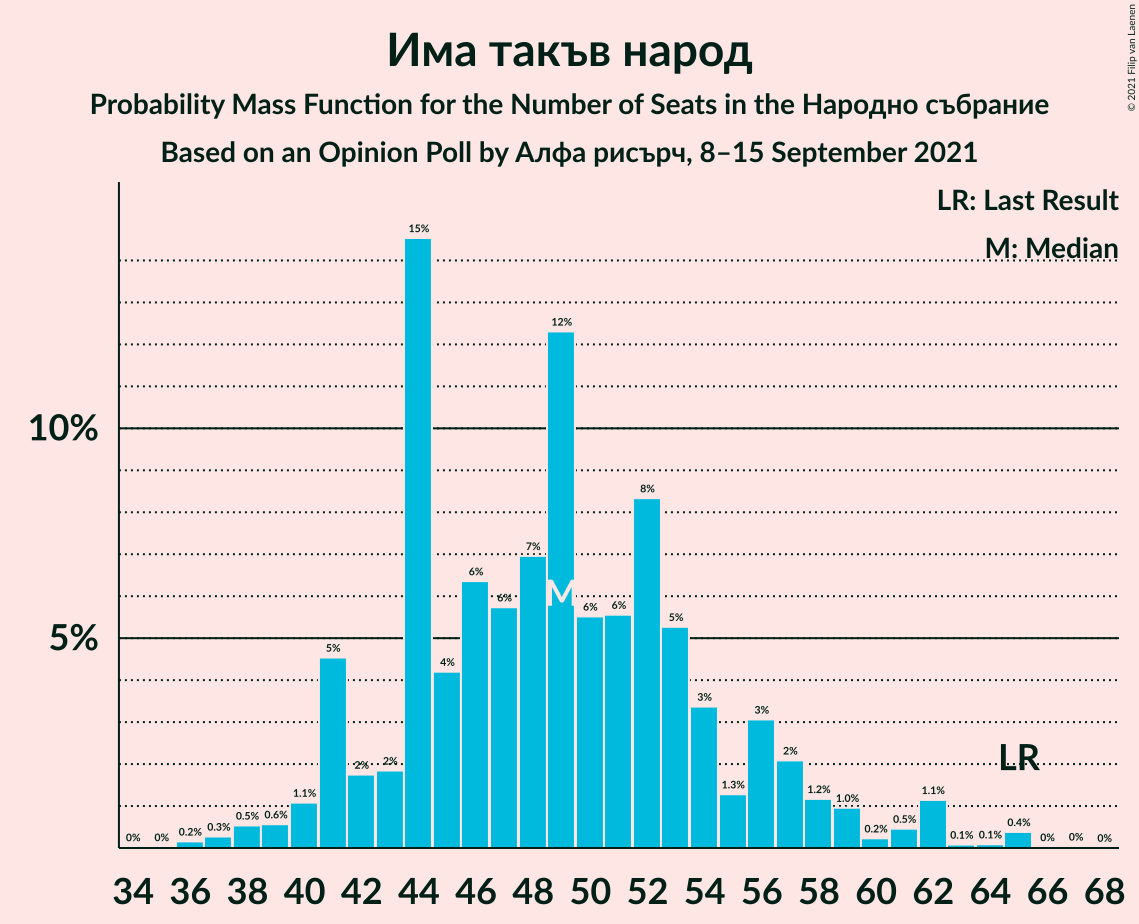 Има такъв народ
Probability Mass Function for the Number of Seats in the Народно събрание
Based on an Opinion Poll by Алфа рисърч, 8–15 September 2021
© 2021 Filip van Laenen
LR: Last Result
M: Median
10%
5%
0% 0% 0.2% 0.3% 0.5% 0.6% 1.1% 5% 2% 2% 15% 4% 6% 6% 7% 12% 6% 6% 8% 5% 3% 1.3% 3% 2% 1.2% 1.0% 0.2% 0.5% 1.1% 0.1% 0.1% 0.4% 0% 0% 0%
M
LR
34 36 38 40 42 44 46 48 50 52 54 56 58 60 62 64 66 68